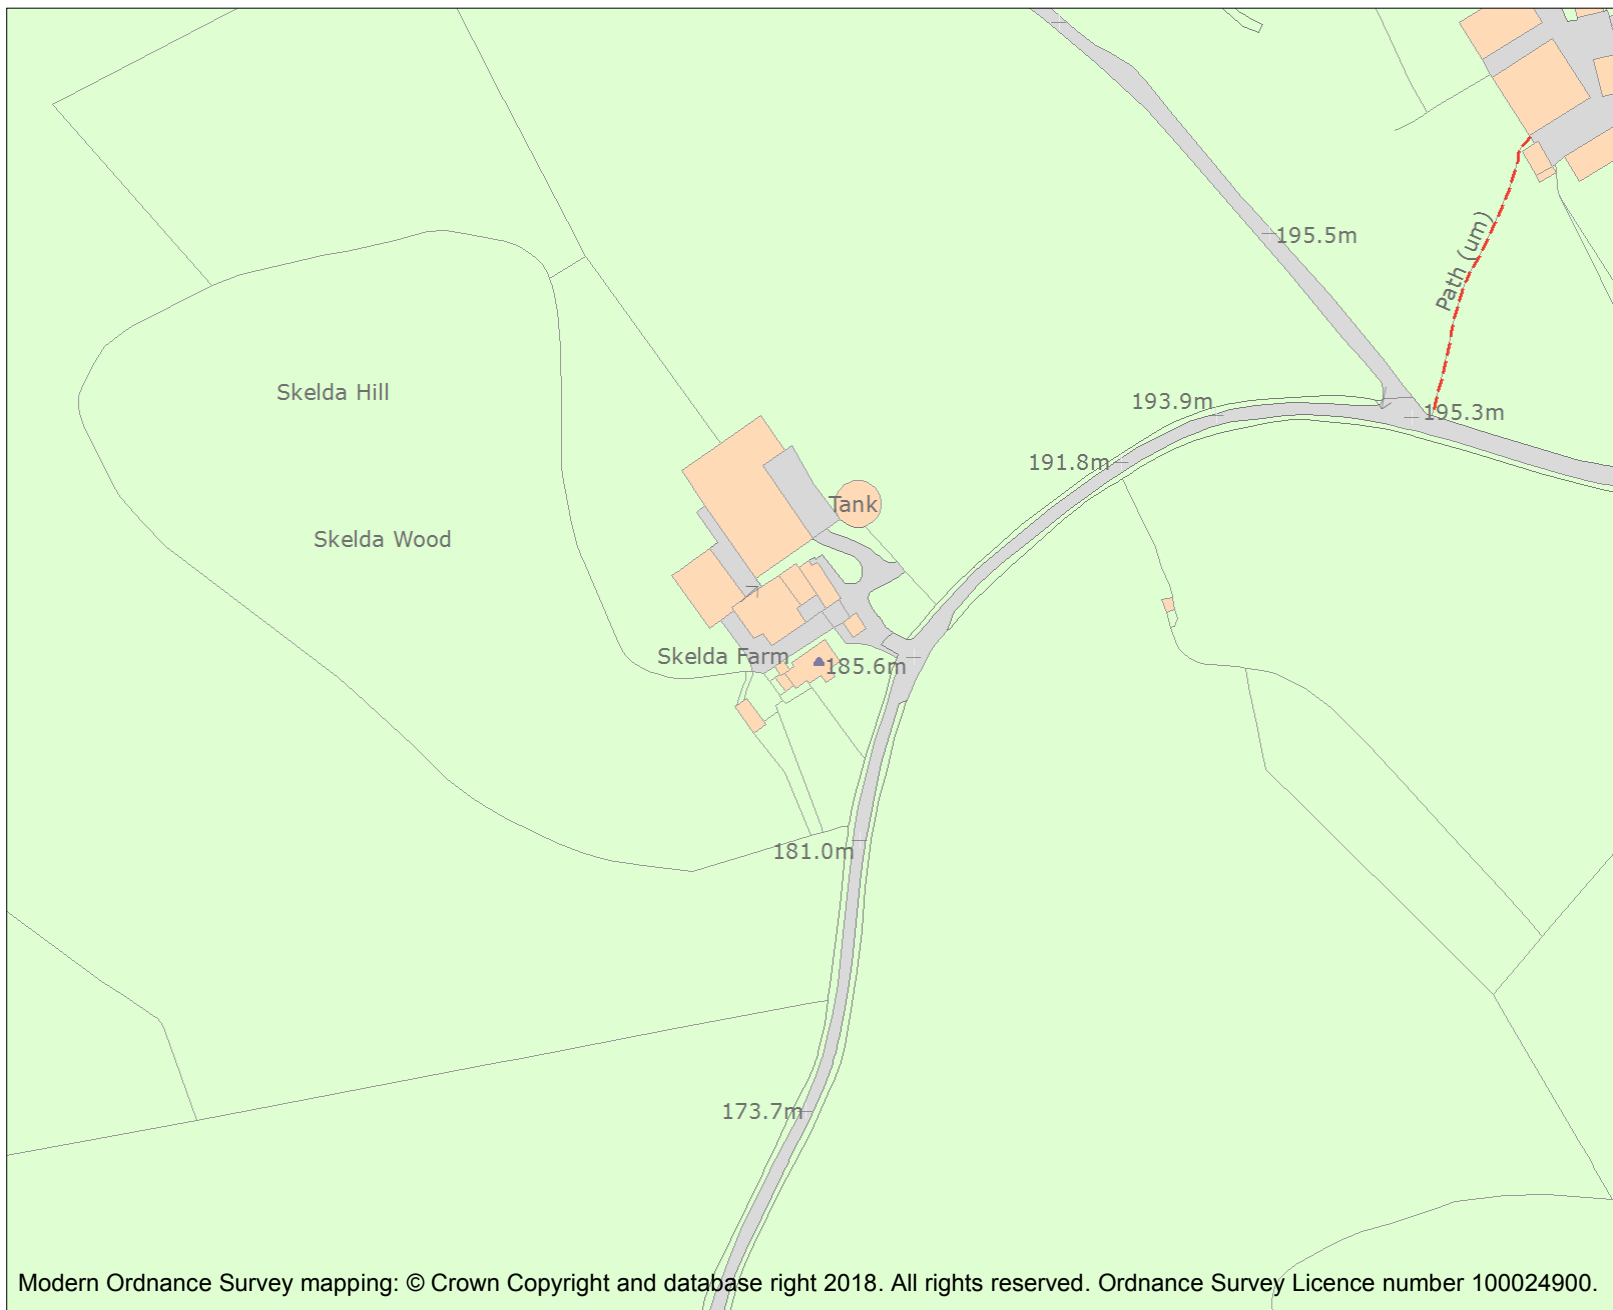 195.5m
Path (um)
Skelda Hill
193.9m
195.3m
191.8m
Tank
Skelda Wood
Skelda Farm
185.6m
181.0m
173.7m
Modern Ordnance Survey mapping: © Crown Copyright and database right 2018. All rights reserved. Ordnance Survey Licence number 100024900.